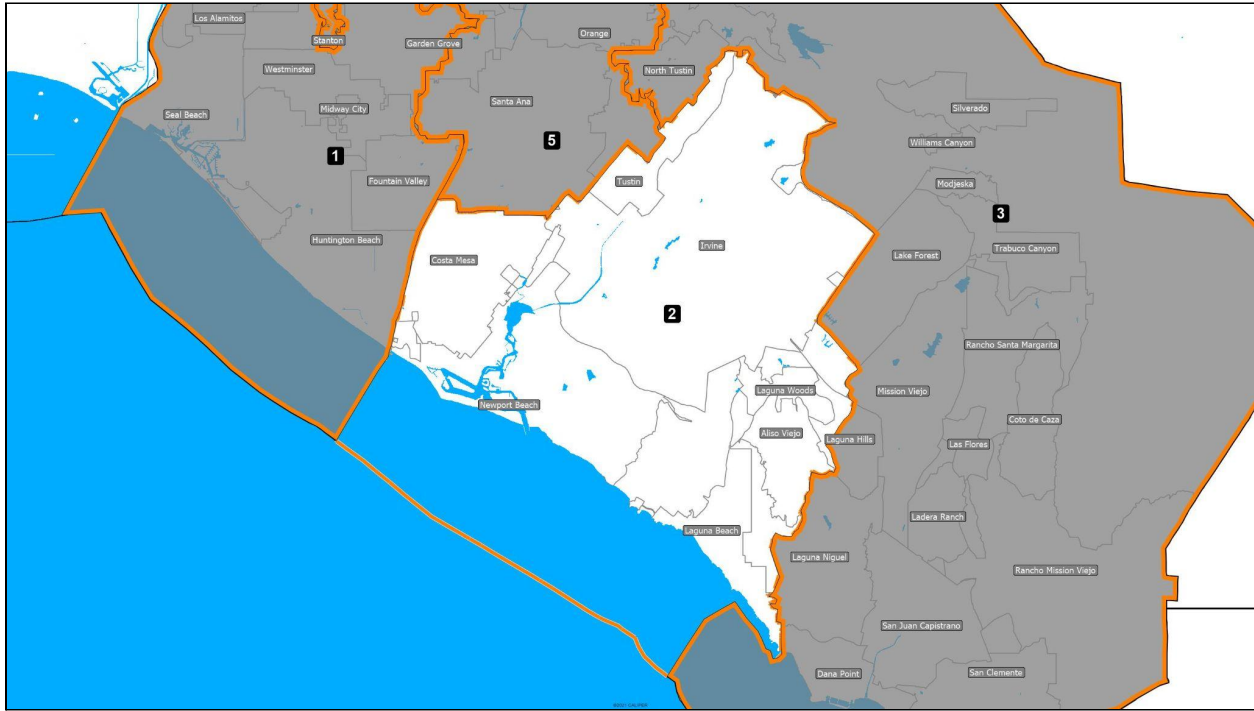 Los Alamitos
Stanton
Garden Grove
Orange
Westminster
North Tustin
Santa Ana
Midway City
Seal Beach
Silverado
5
Williams Canyon
1
Fountain Valley
Tustin
Modjeska
3
Huntington Beach
Irvine
Trabuco Canyon
Lake Forest
Costa Mesa
2
Rancho Santa Margarita
Laguna Woods
Mission Viejo
Newport Beach
Coto de Caza
Aliso Viejo
Laguna Hills
Las Flores
Ladera Ranch
Laguna Beach
Laguna Niguel
Rancho Mission Viejo
San Juan Capistrano
Dana Point
San Clemente
©2021 CALIPER